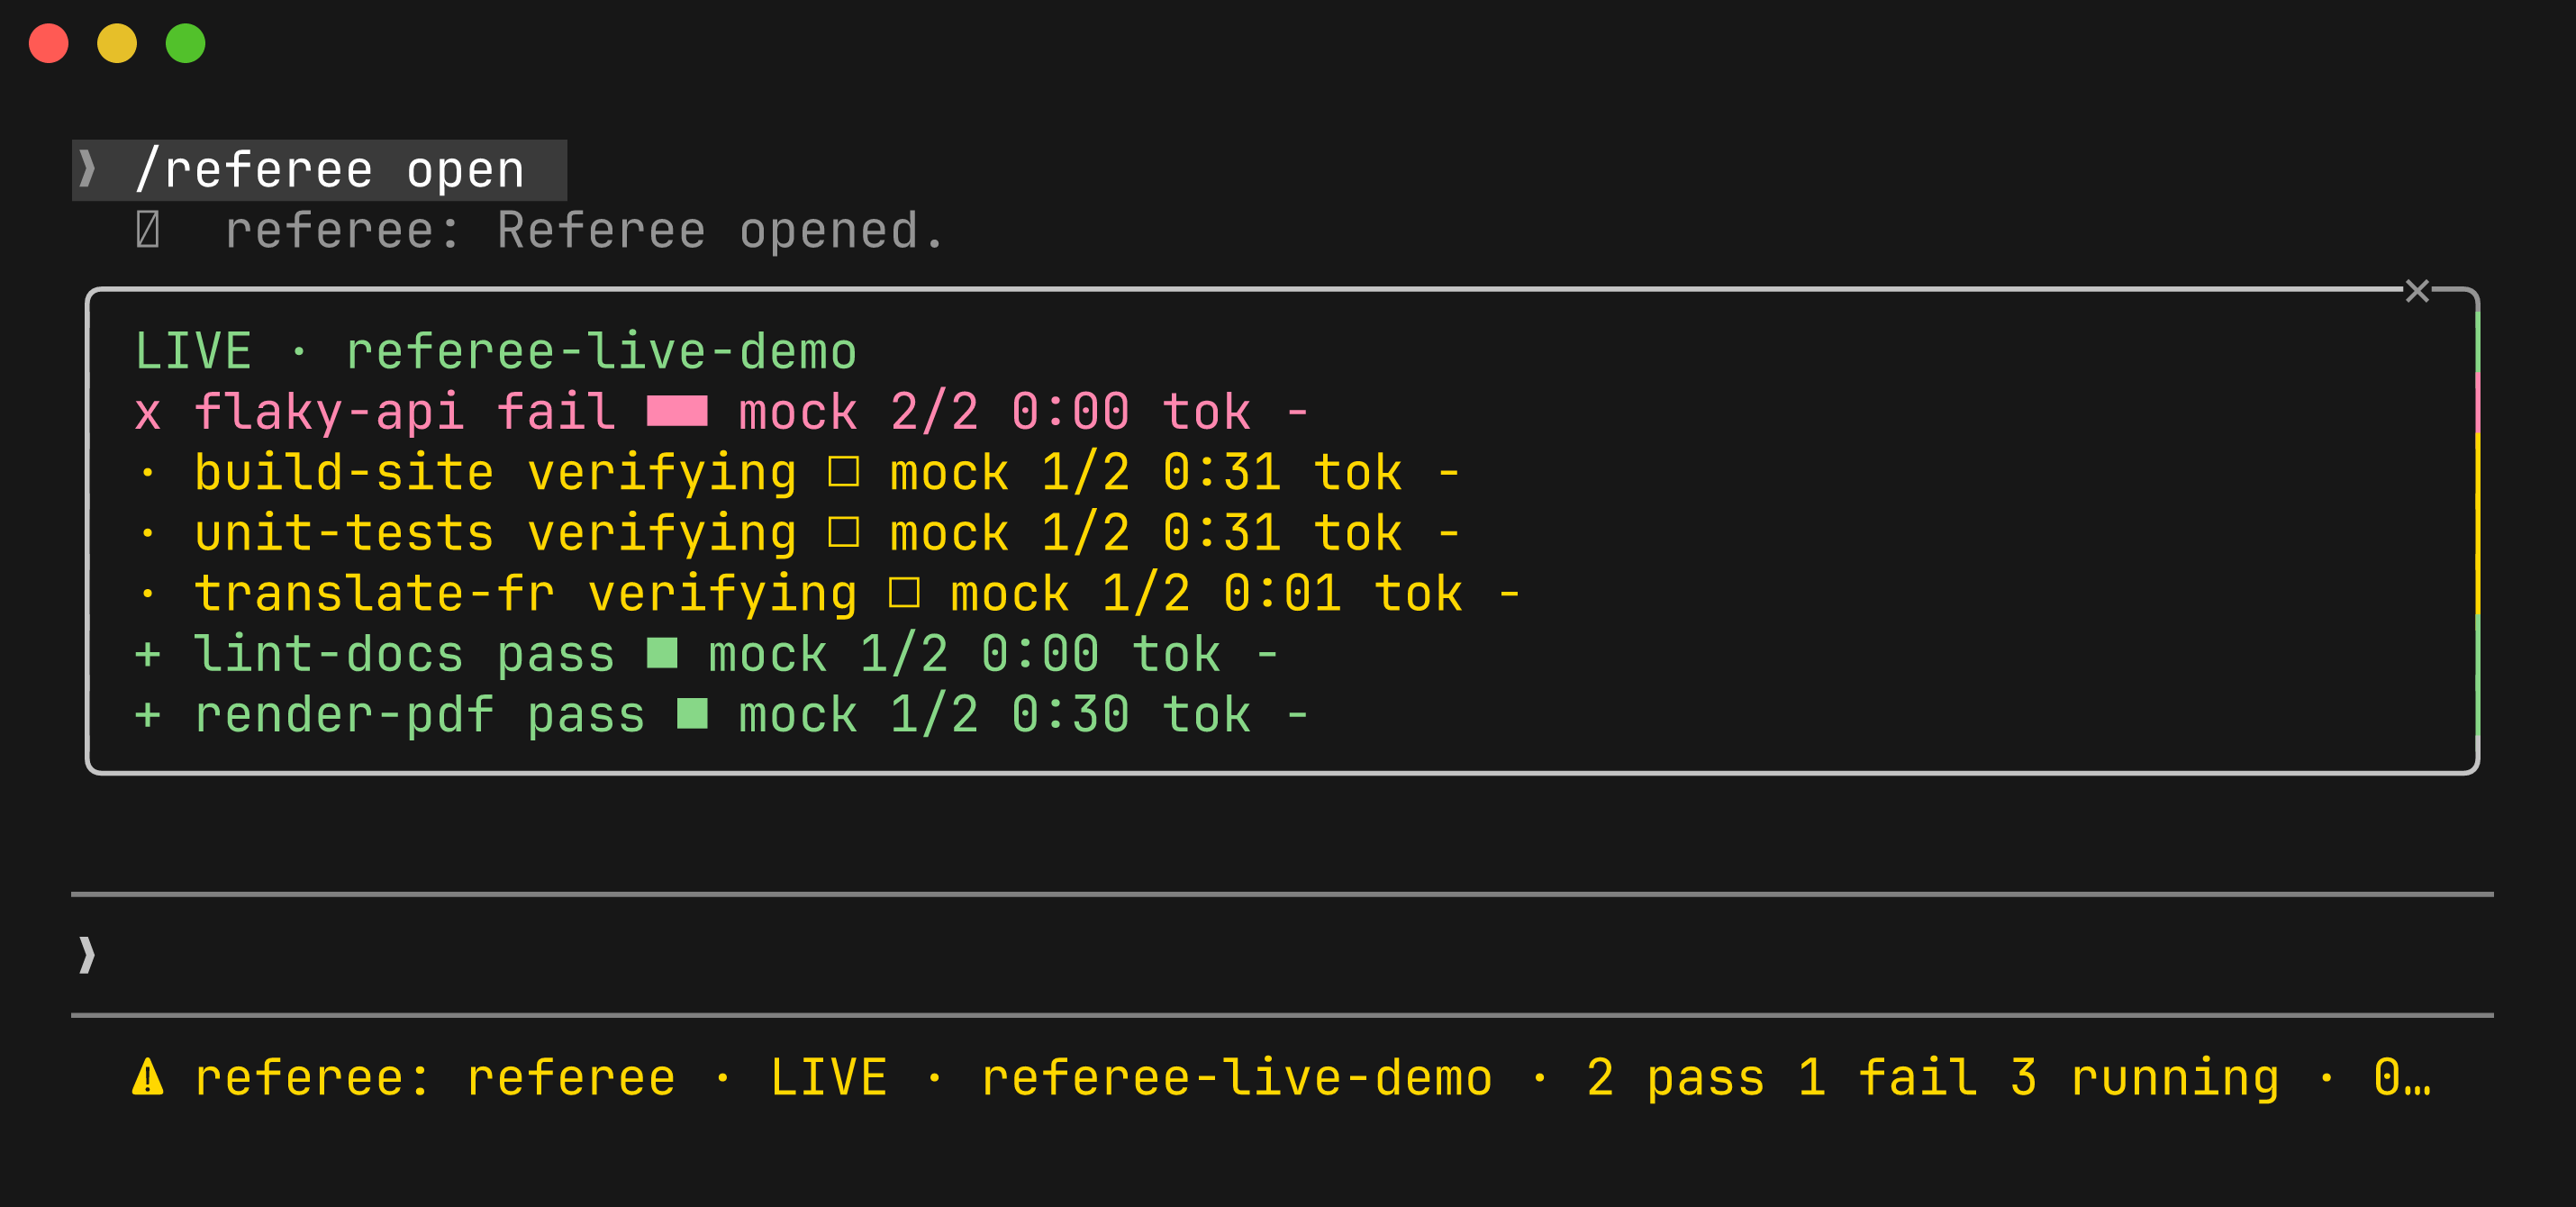 ❯ /referee open
referee: Referee opened.
×
LIVE · referee-live-demo
x flaky-api fail ■■ mock 2/2 0:00 tok -
· build-site verifying □ mock 1/2 0:31 tok -
· unit-tests verifying □ mock 1/2 0:31 tok -
· translate-fr verifying □ mock 1/2 0:01 tok -
+ lint-docs pass ■ mock 1/2 0:00 tok -
+ render-pdf pass ■ mock 1/2 0:30 tok -
❯
⚠ referee: referee · LIVE · referee-live-demo · 2 pass 1 fail 3 running · 0…